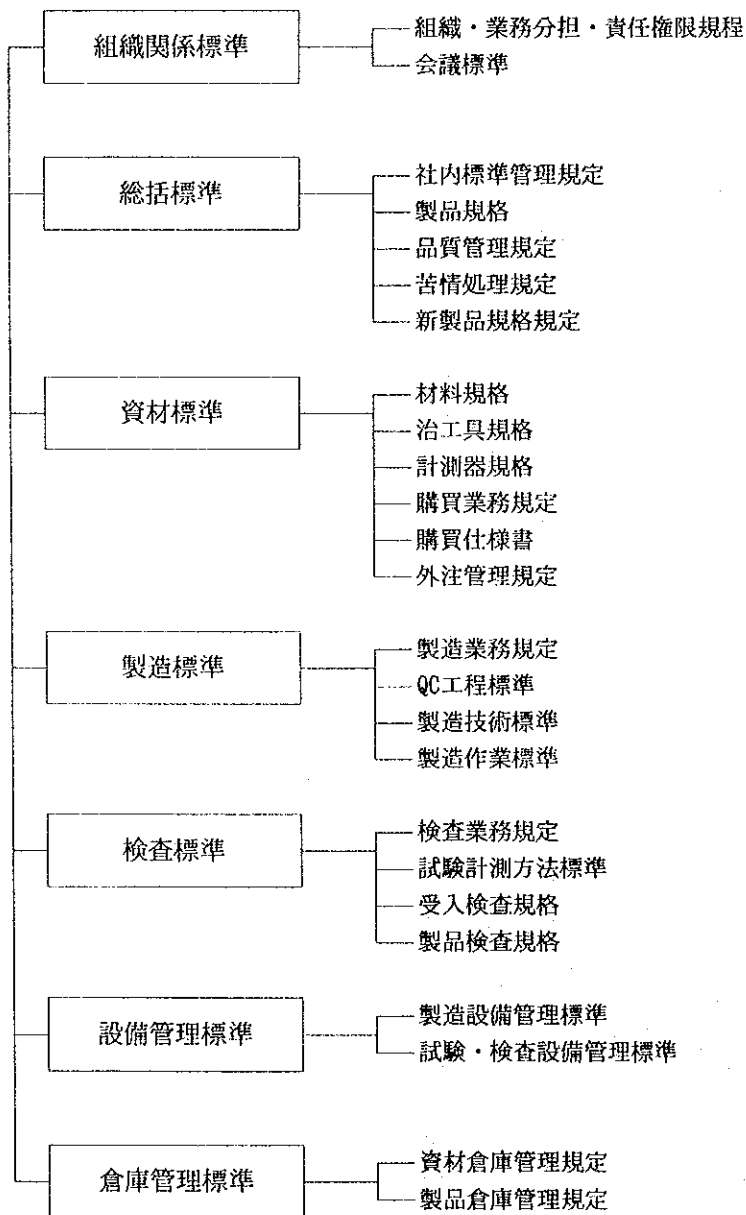 組織関係標準
組織・業務分担・責任権限規程
会議標準
総括標準
社内標準管理規定
製品規格
品質管理規定
苦情処理規定
新製品規格規定
資材標準
材料規格
治工具規格
計測器規格
購買業務規定
購買仕様書
外注管理規定
製造標準
製造業務規定
QC工程標準
製造技術標準
製造作業標準
検査標準
検査業務規定
試験計測方法標準
受入検査規格
製品検査規格
設備管理標準
製造設備管理標準
試験・検査設備管理標準
倉庫管理標準
資材倉庫管理規定
製品倉庫管理規定